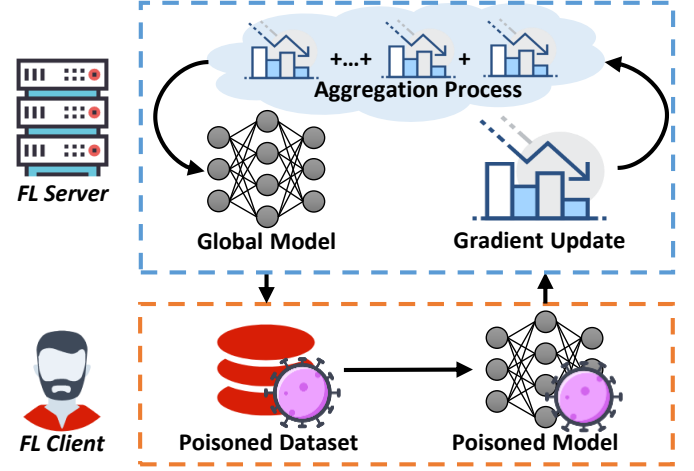 +...+
+
Aggregation Process
FL Server
Global Model
Gradient Update
FL Client
Poisoned Dataset
Poisoned Model